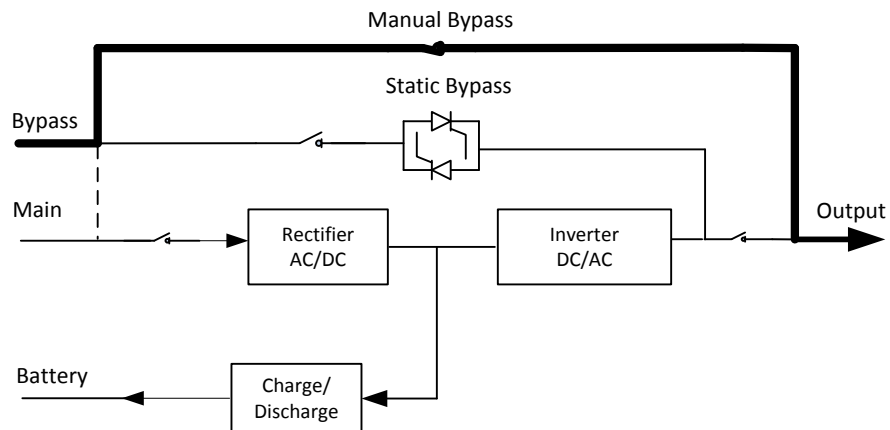 Manual Bypass
Static Bypass
Bypass
Main
Rectifier
AC/DC
Inverter
DC/AC
Output
Battery
Charge/
Discharge